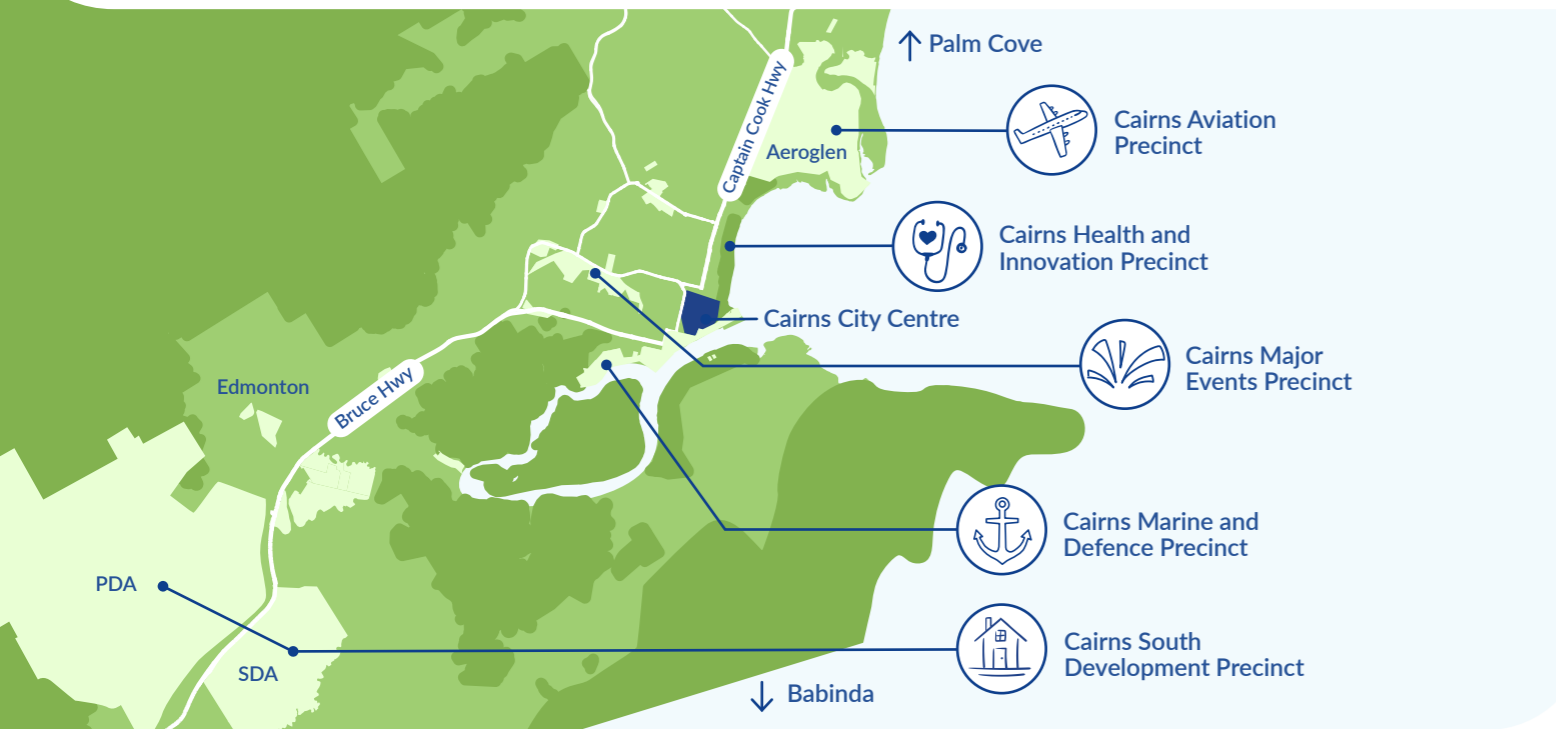 Palm Cove
Captain Cook Hwy
Cairns Aviation
Precinct
Aeroglen
Cairns Health and
Innovation Precinct
Cairns City Centre
Cairns Major
Events Precinct
Edmonton
Bruce Hwy
Cairns Marine and
Defence Precinct
PDA
SDA
Cairns South
Development Precinct
Babinda